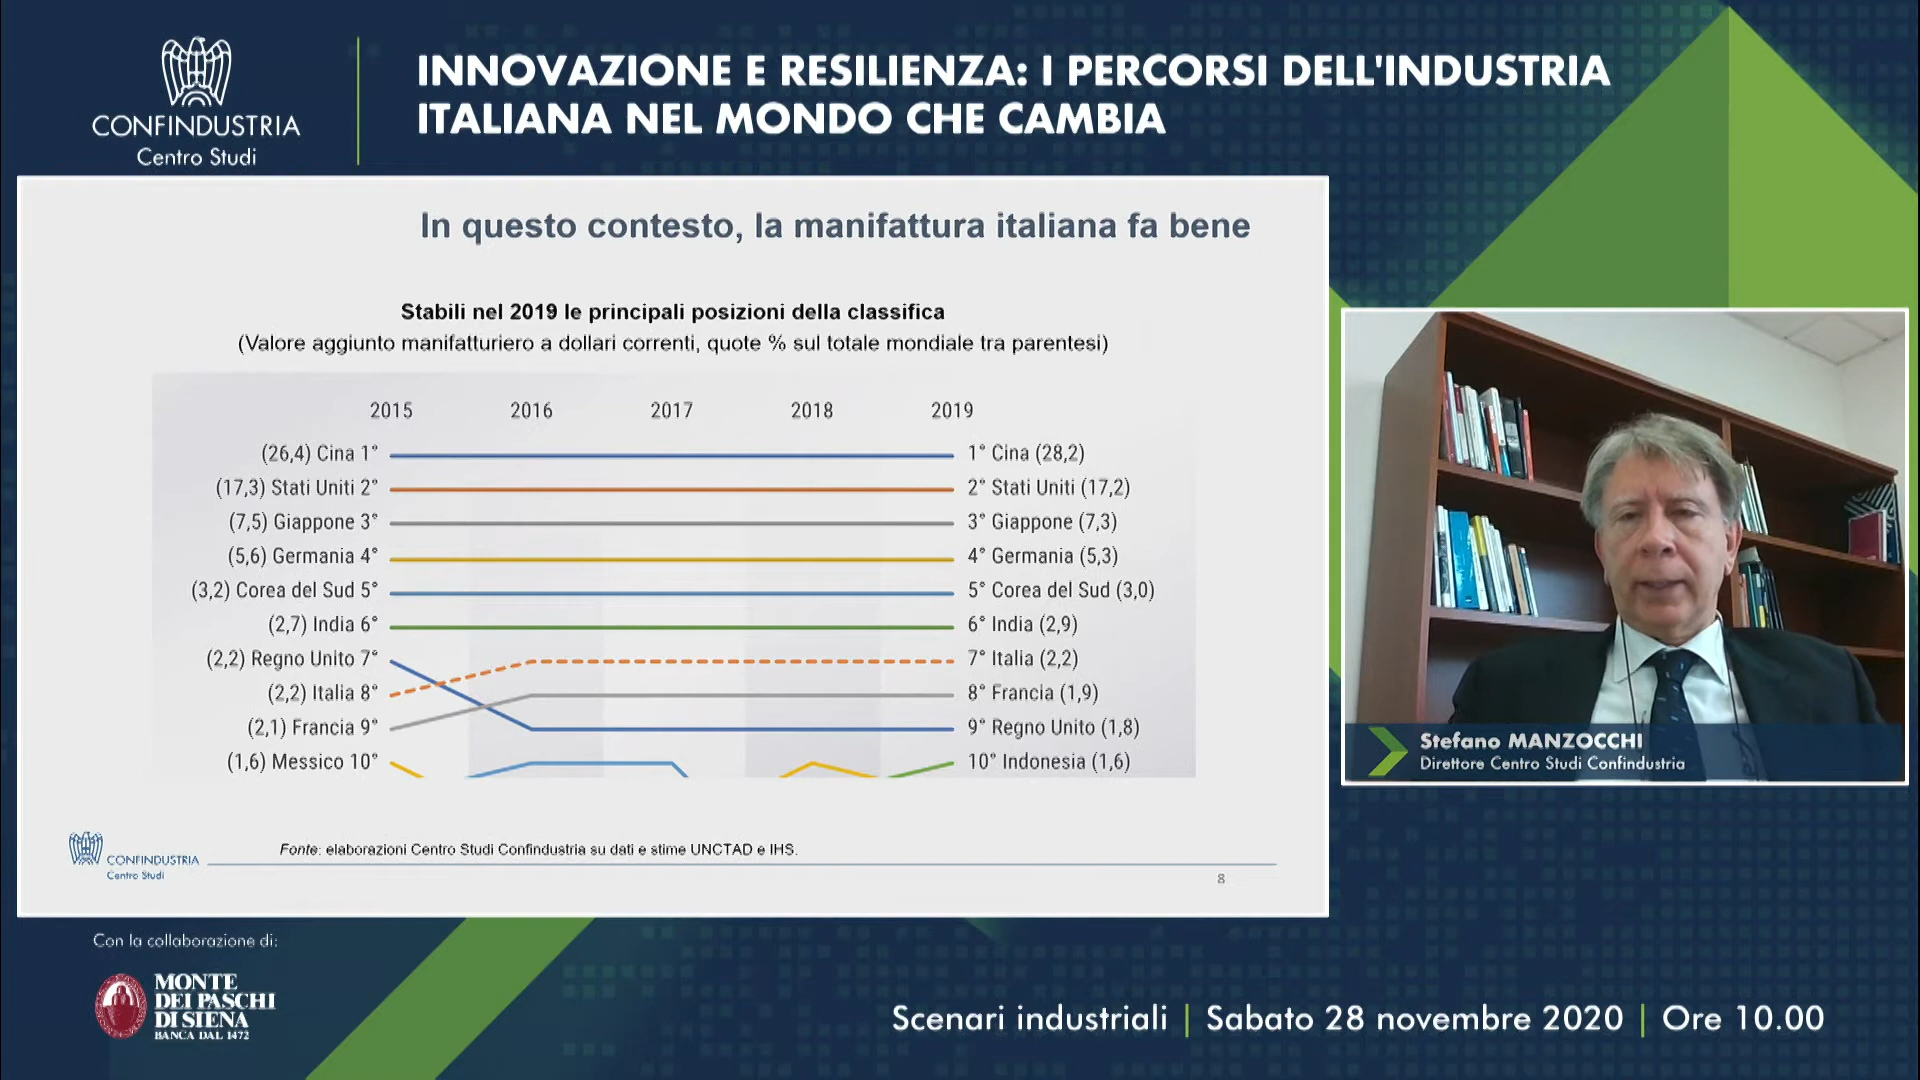 CONFINDUSTRIA
Centro Studi
INNOVAZIONE E RESILIENZA: I PERCORSI DELL'INDUSTRIA
ITALIANA NEL MONDO CHE CAMBIA
In questo contesto, la manifattura italiana fa bene
Stabili nel 2019 le principali posizioni della classifica
(Valore aggiunto manifatturiero a dollari correnti, quote % sul totale mondiale tra parentesi)
2015 2016 2017 2018 2019
(26,4) Cina 1° 1° Cina (28,2)
(17,3) Stati Uniti 2° 2° Stati Uniti (17,2)
(7,5) Giappone 3° 3° Giappone (7,3)
(5,6) Germania 4° 4° Germania (5,3)
(3,2) Corea del Sud 5° 5° Corea del Sud (3,0)
(2,7) India 6° 6° India (2,9)
(2,2) Regno Unito 7° 7° Italia (2,2)
(2,2) Italia 8° 8° Francia (1,9)
(2,1) Francia 9° 9° Regno Unito (1,8)
(1,6) Messico 10° 10° Indonesia (1,6)
Fonte: elaborazioni Centro Studi Confindustria su dati e stime UNCTAD e IHS.
CONFINDUSTRIA
Centro Studi
8
Stefano MANZOCCHI
Direttore Centro Studi Confindustria
Con la collaborazione di:
MONTE
DEI PASCHI
DI SIENA
BANCA DAL 1472
Scenari industriali | Sabato 28 novembre 2020 | Ore 10.00